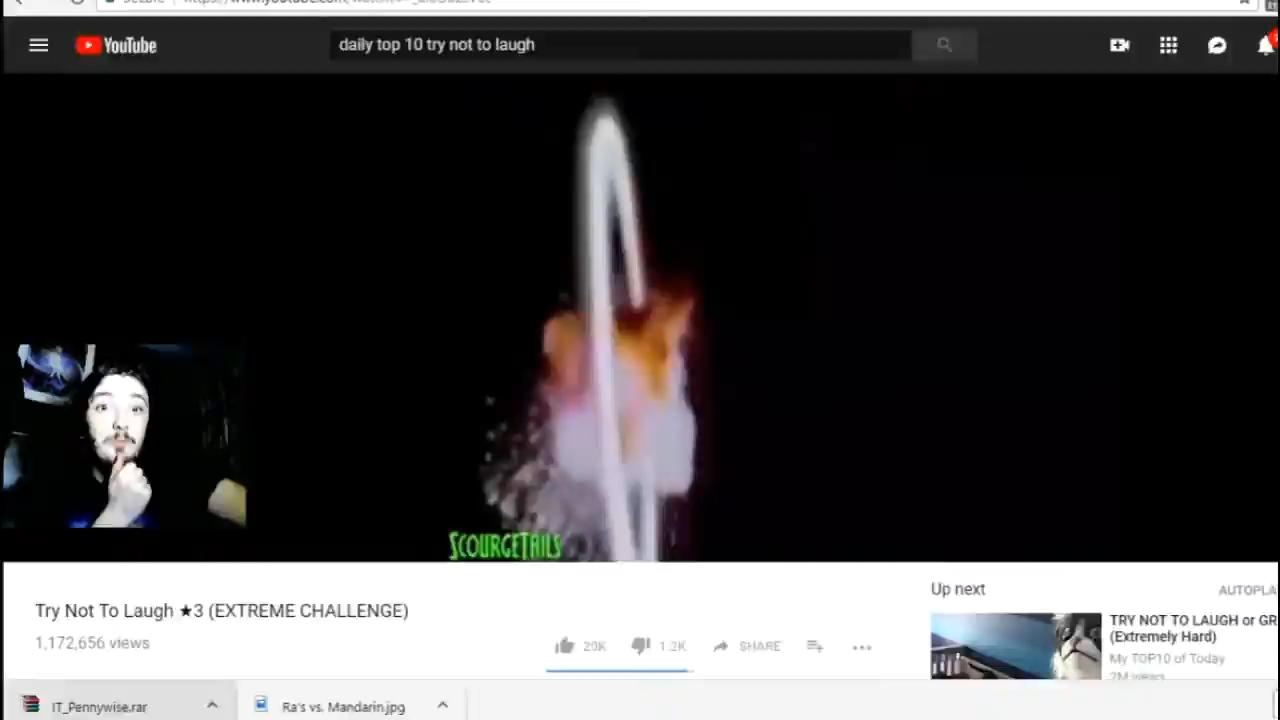 YouTube
daily top 10 try not to laugh
SCOURGETAILS
Try Not To Laugh ★3 (EXTREME CHALLENGE)
1,172,656 views
20K
1.2K
SHARE
Up next
AUTOPLA
TRY NOT TO LAUGH or GR
(Extremely Hard)
My TOP10 of Today
2M views
IT_Pennywise.rar
Ra's vs. Mandarin.jpg